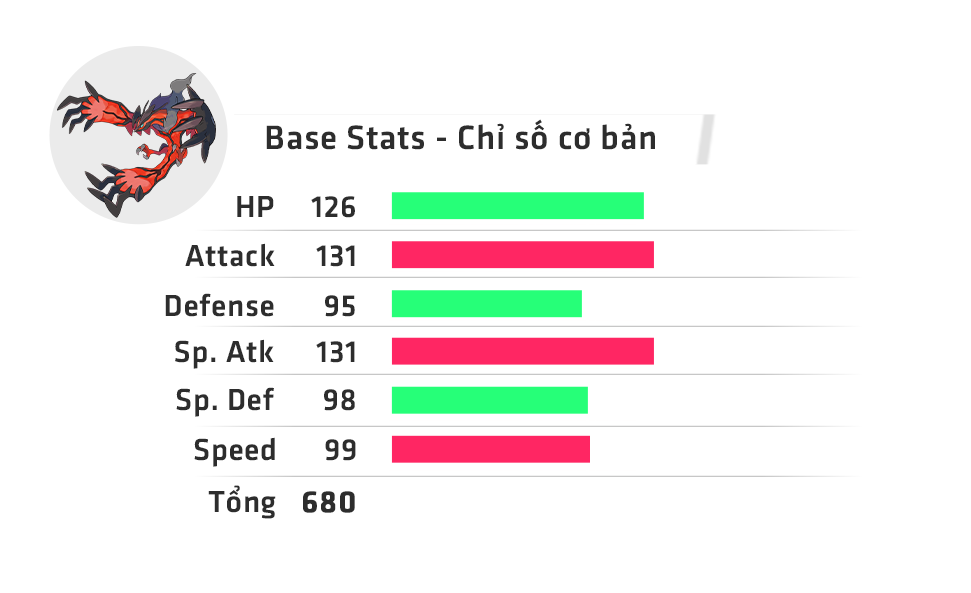 Base Stats - Chỉ số cơ bản
HP 126
Attack 131
Defense 95
Sp. Atk 131
Sp. Def 98
Speed 99
Tổng 680